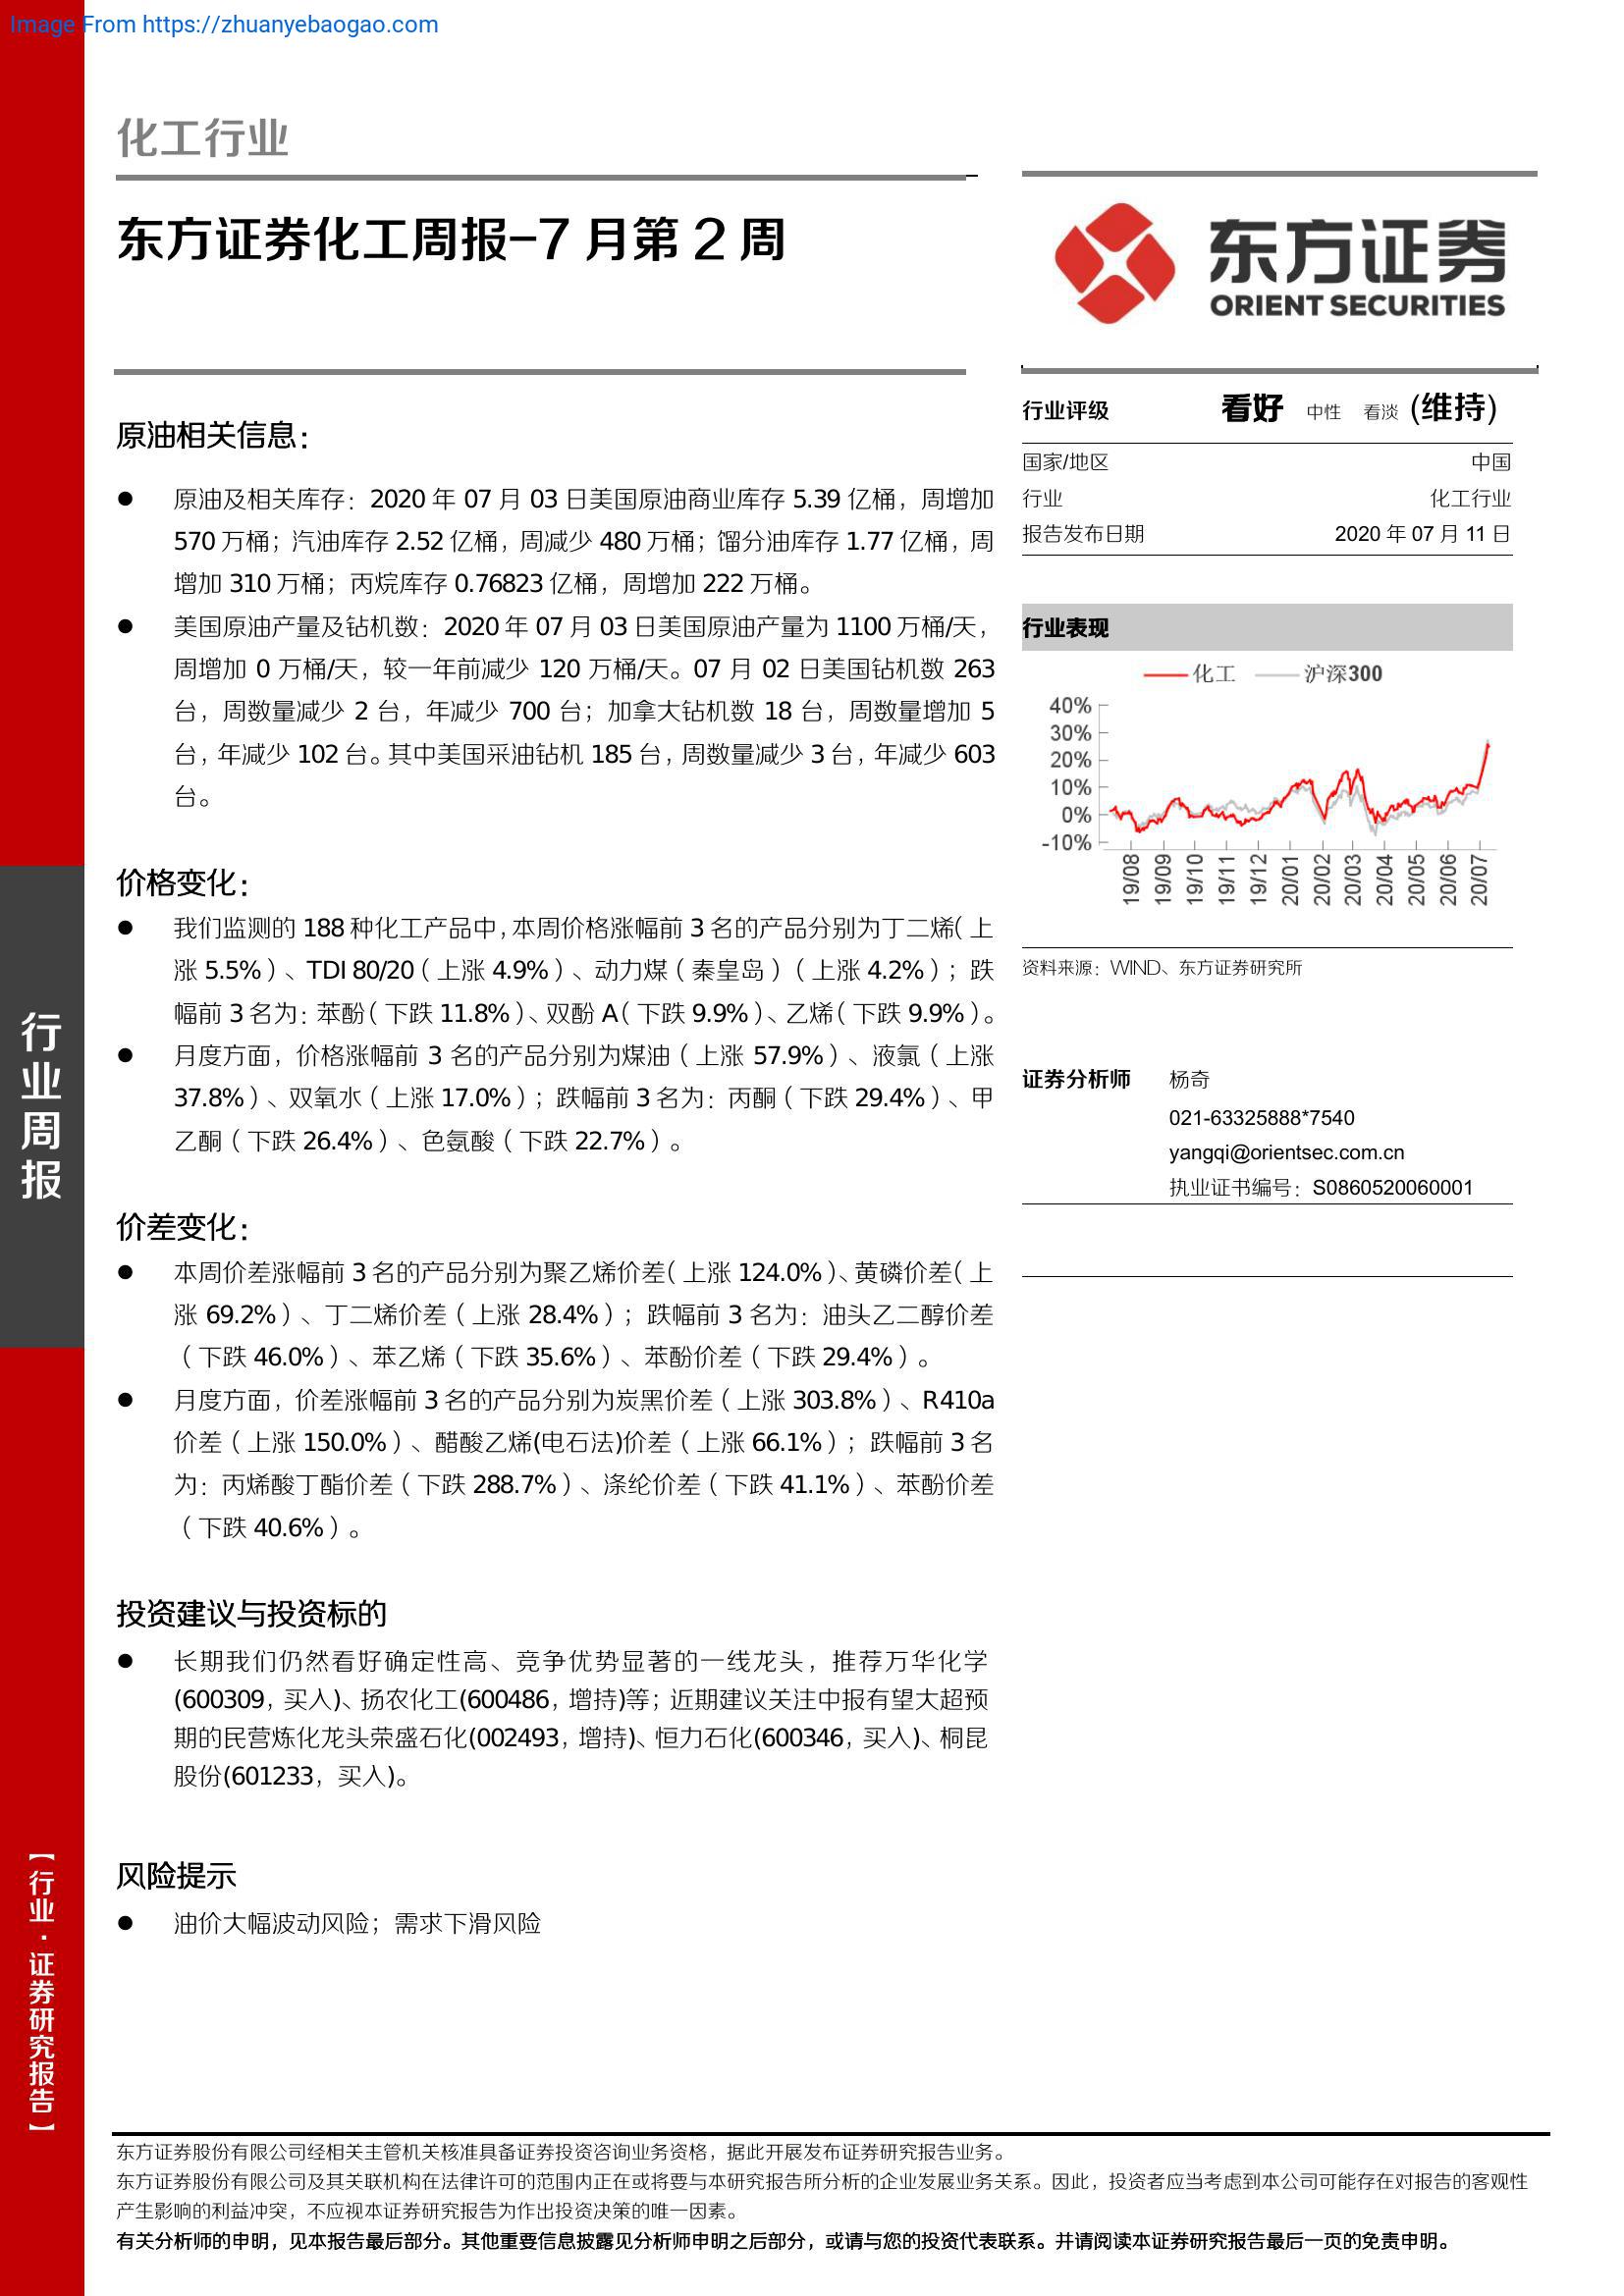 Image From https://zhuanyebaogao.com
化工行业
东方证券化工周报-7 月第 2 周
东方证券
ORIENT SECURITIES
原油相关信息：
● 原油及相关库存：2020 年 07 月 03 日美国原油商业库存 5.39 亿桶，周增加
570 万桶；汽油库存 2.52 亿桶，周减少 480 万桶；馏分油库存 1.77 亿桶，周
增加 310 万桶；丙烷库存 0.76823 亿桶，周增加 222 万桶。
● 美国原油产量及钻机数：2020 年 07 月 03 日美国原油产量为 1100 万桶/天，
周增加 0 万桶/天，较一年前减少 120 万桶/天。07 月 02 日美国钻机数 263
台，周数量减少 2 台，年减少 700 台；加拿大钻机数 18 台，周数量增加 5
台，年减少 102 台。其中美国采油钻机 185 台，周数量减少 3 台，年减少 603
台。
价格变化：
● 我们监测的 188 种化工产品中，本周价格涨幅前 3 名的产品分别为丁二烯（上
涨 5.5%）、TDI 80/20（上涨 4.9%）、动力煤（秦皇岛）（上涨 4.2%）；跌
幅前 3 名为：苯酚（下跌 11.8%）、双酚 A（下跌 9.9%）、乙烯（下跌 9.9%）。
● 月度方面，价格涨幅前 3 名的产品分别为煤油（上涨 57.9%）、液氯（上涨
37.8%）、双氧水（上涨 17.0%）；跌幅前 3 名为：丙酮（下跌 29.4%）、甲
乙酮（下跌 26.4%）、色氨酸（下跌 22.7%）。
价差变化：
● 本周价差涨幅前 3 名的产品分别为聚乙烯价差（上涨 124.0%）、黄磷价差（上
涨 69.2%）、丁二烯价差（上涨 28.4%）；跌幅前 3 名为：油头乙二醇价差
（下跌 46.0%）、苯乙烯（下跌 35.6%）、苯酚价差（下跌 29.4%）。
● 月度方面，价差涨幅前 3 名的产品分别为炭黑价差（上涨 303.8%）、R410a
价差（上涨 150.0%）、醋酸乙烯(电石法)价差（上涨 66.1%）；跌幅前 3 名
为：丙烯酸丁酯价差（下跌 288.7%）、涤纶价差（下跌 41.1%）、苯酚价差
（下跌 40.6%）。
投资建议与投资标的
● 长期我们仍然看好确定性高、竞争优势显著的一线龙头，推荐万华化学
(600309，买入)、扬农化工(600486，增持)等；近期建议关注中报有望大超预
期的民营炼化龙头荣盛石化(002493，增持)、恒力石化(600346，买入)、桐昆
股份(601233，买入)。
风险提示
● 油价大幅波动风险；需求下滑风险
行业评级 看好 中性 看淡 (维持)
国家/地区 中国
行业 化工行业
报告发布日期 2020 年 07 月 11 日
行业表现
化工 沪深300
40%
30%
20%
10%
0%
-10%
19/08 19/09 19/10 19/11 19/12 20/01 20/02 20/03 20/04 20/05 20/06 20/07
资料来源：WIND、东方证券研究所
证券分析师 杨奇
021-63325888*7540
yangqi@orientsec.com.cn
执业证书编号：S0860520060001
行业周报
【行业·证券研究报告】
东方证券股份有限公司经相关主管机关核准具备证券投资咨询业务资格，据此开展发布证券研究报告业务。
东方证券股份有限公司及其关联机构在法律许可的范围内正在或将要与本研究报告所分析的企业发展业务关系。因此，投资者应当考虑到本公司可能存在对报告的客观性
产生影响的利益冲突，不应视本证券研究报告为作出投资决策的唯一因素。
有关分析师的申明，见本报告最后部分。其他重要信息披露见分析师申明之后部分，或请与您的投资代表联系。并请阅读本证券研究报告最后一页的免责申明。